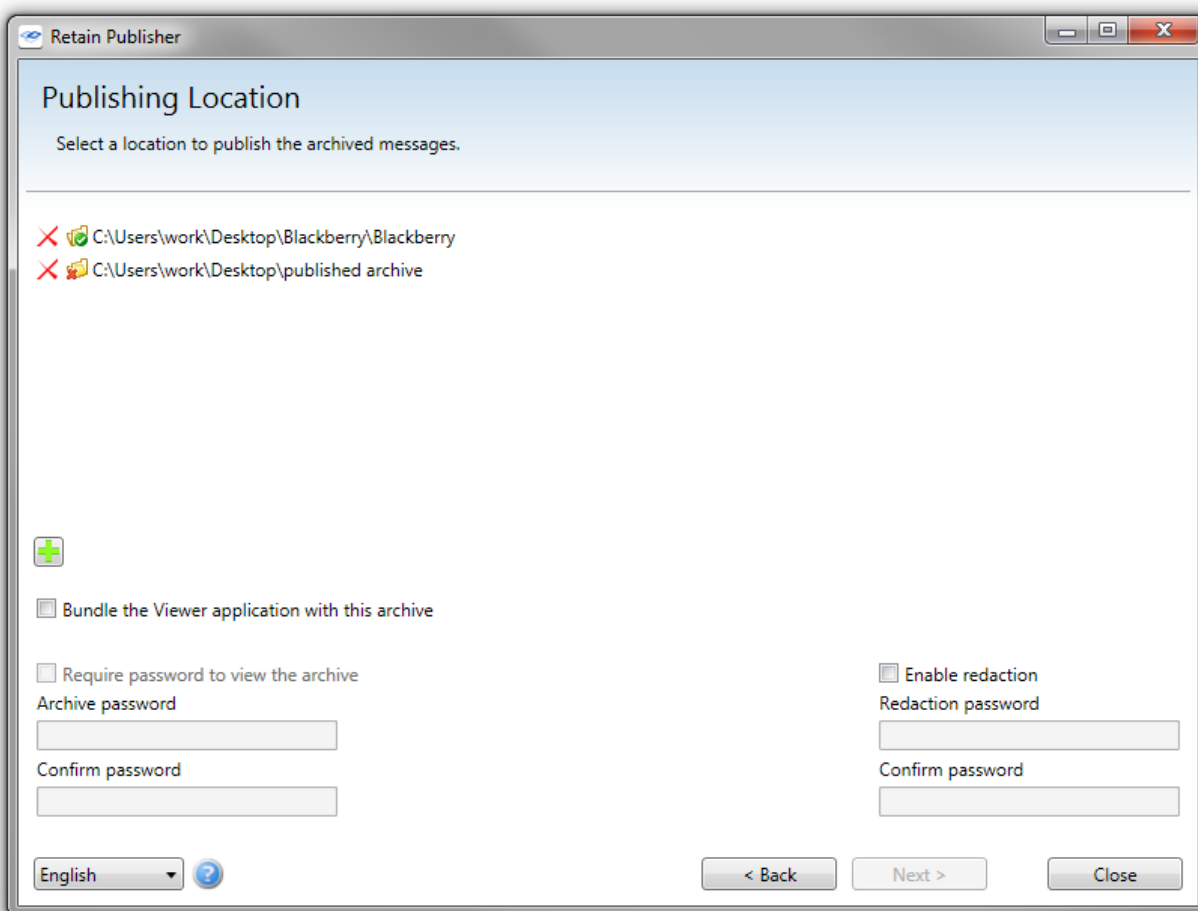 Retain Publisher
Publishing Location
Select a location to publish the archived messages.
C:\Users\work\Desktop\Blackberry\Blackberry
C:\Users\work\Desktop\published archive
Bundle the Viewer application with this archive
Require password to view the archive
Enable redaction
Archive password
Redaction password
Confirm password
Confirm password
English
< Back
Next >
Close